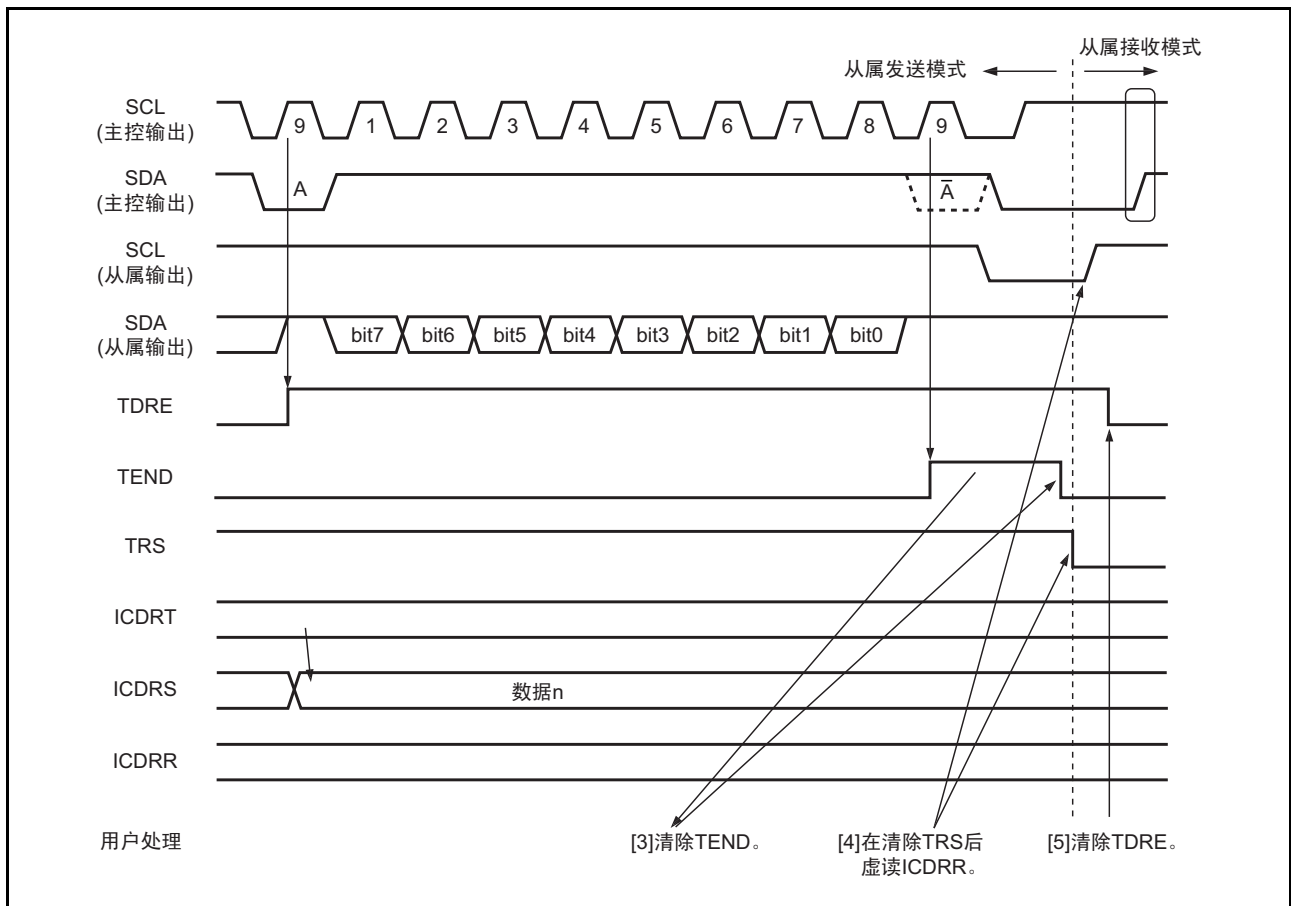 从属接收模式
从属发送模式
SCL
(主控输出)
9 1 2 3 4 5 6 7 8 9
SDA
(主控输出)
A A̅
SCL
(从属输出)
SDA
(从属输出)
bit7 bit6 bit5 bit4 bit3 bit2 bit1 bit0
TDRE
TEND
TRS
ICDRT
ICDRS
数据n
ICDRR
用户处理
[3]清除TEND。
[4]在清除TRS后
虚读ICDRR。
[5]清除TDRE。